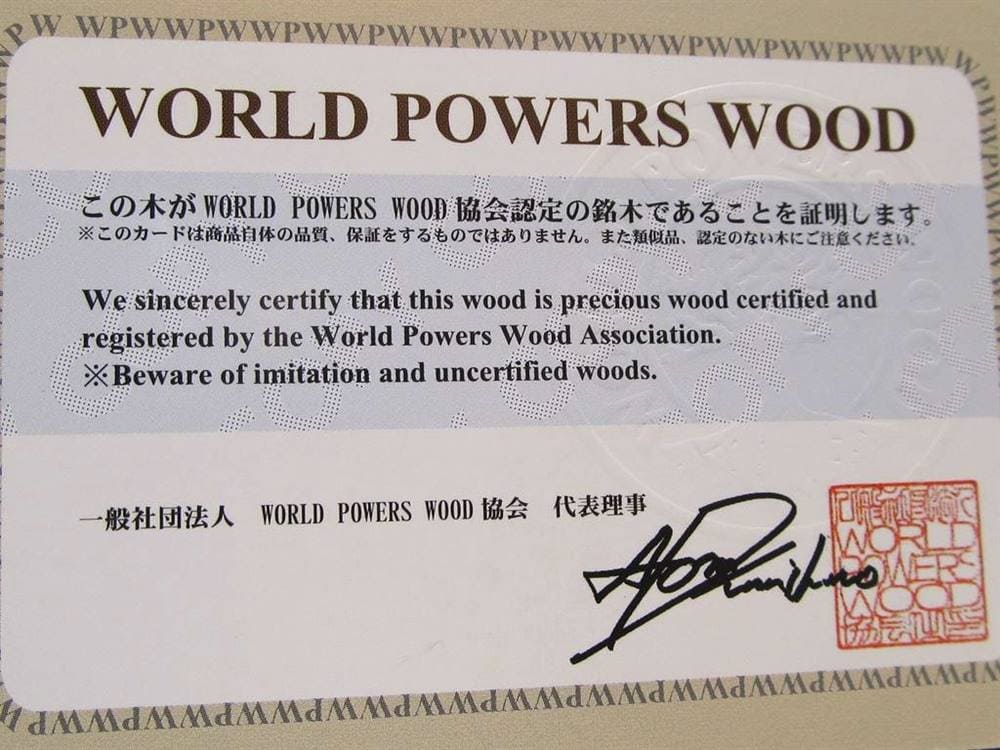 WORLD POWERS WOOD
この木がWORLD POWERS WOOD協会認定の銘木であることを証明します。
※このカードは商品自体の品質、保証をするものではありません。また類似品、認定のない木にご注意ください。
We sincerely certify that this wood is precious wood certified and
registered by the World Powers Wood Association.
※Beware of imitation and uncertified woods.
一般社団法人 WORLD POWERS WOOD協会 代表理事
WORLD
POWERS
WOOD